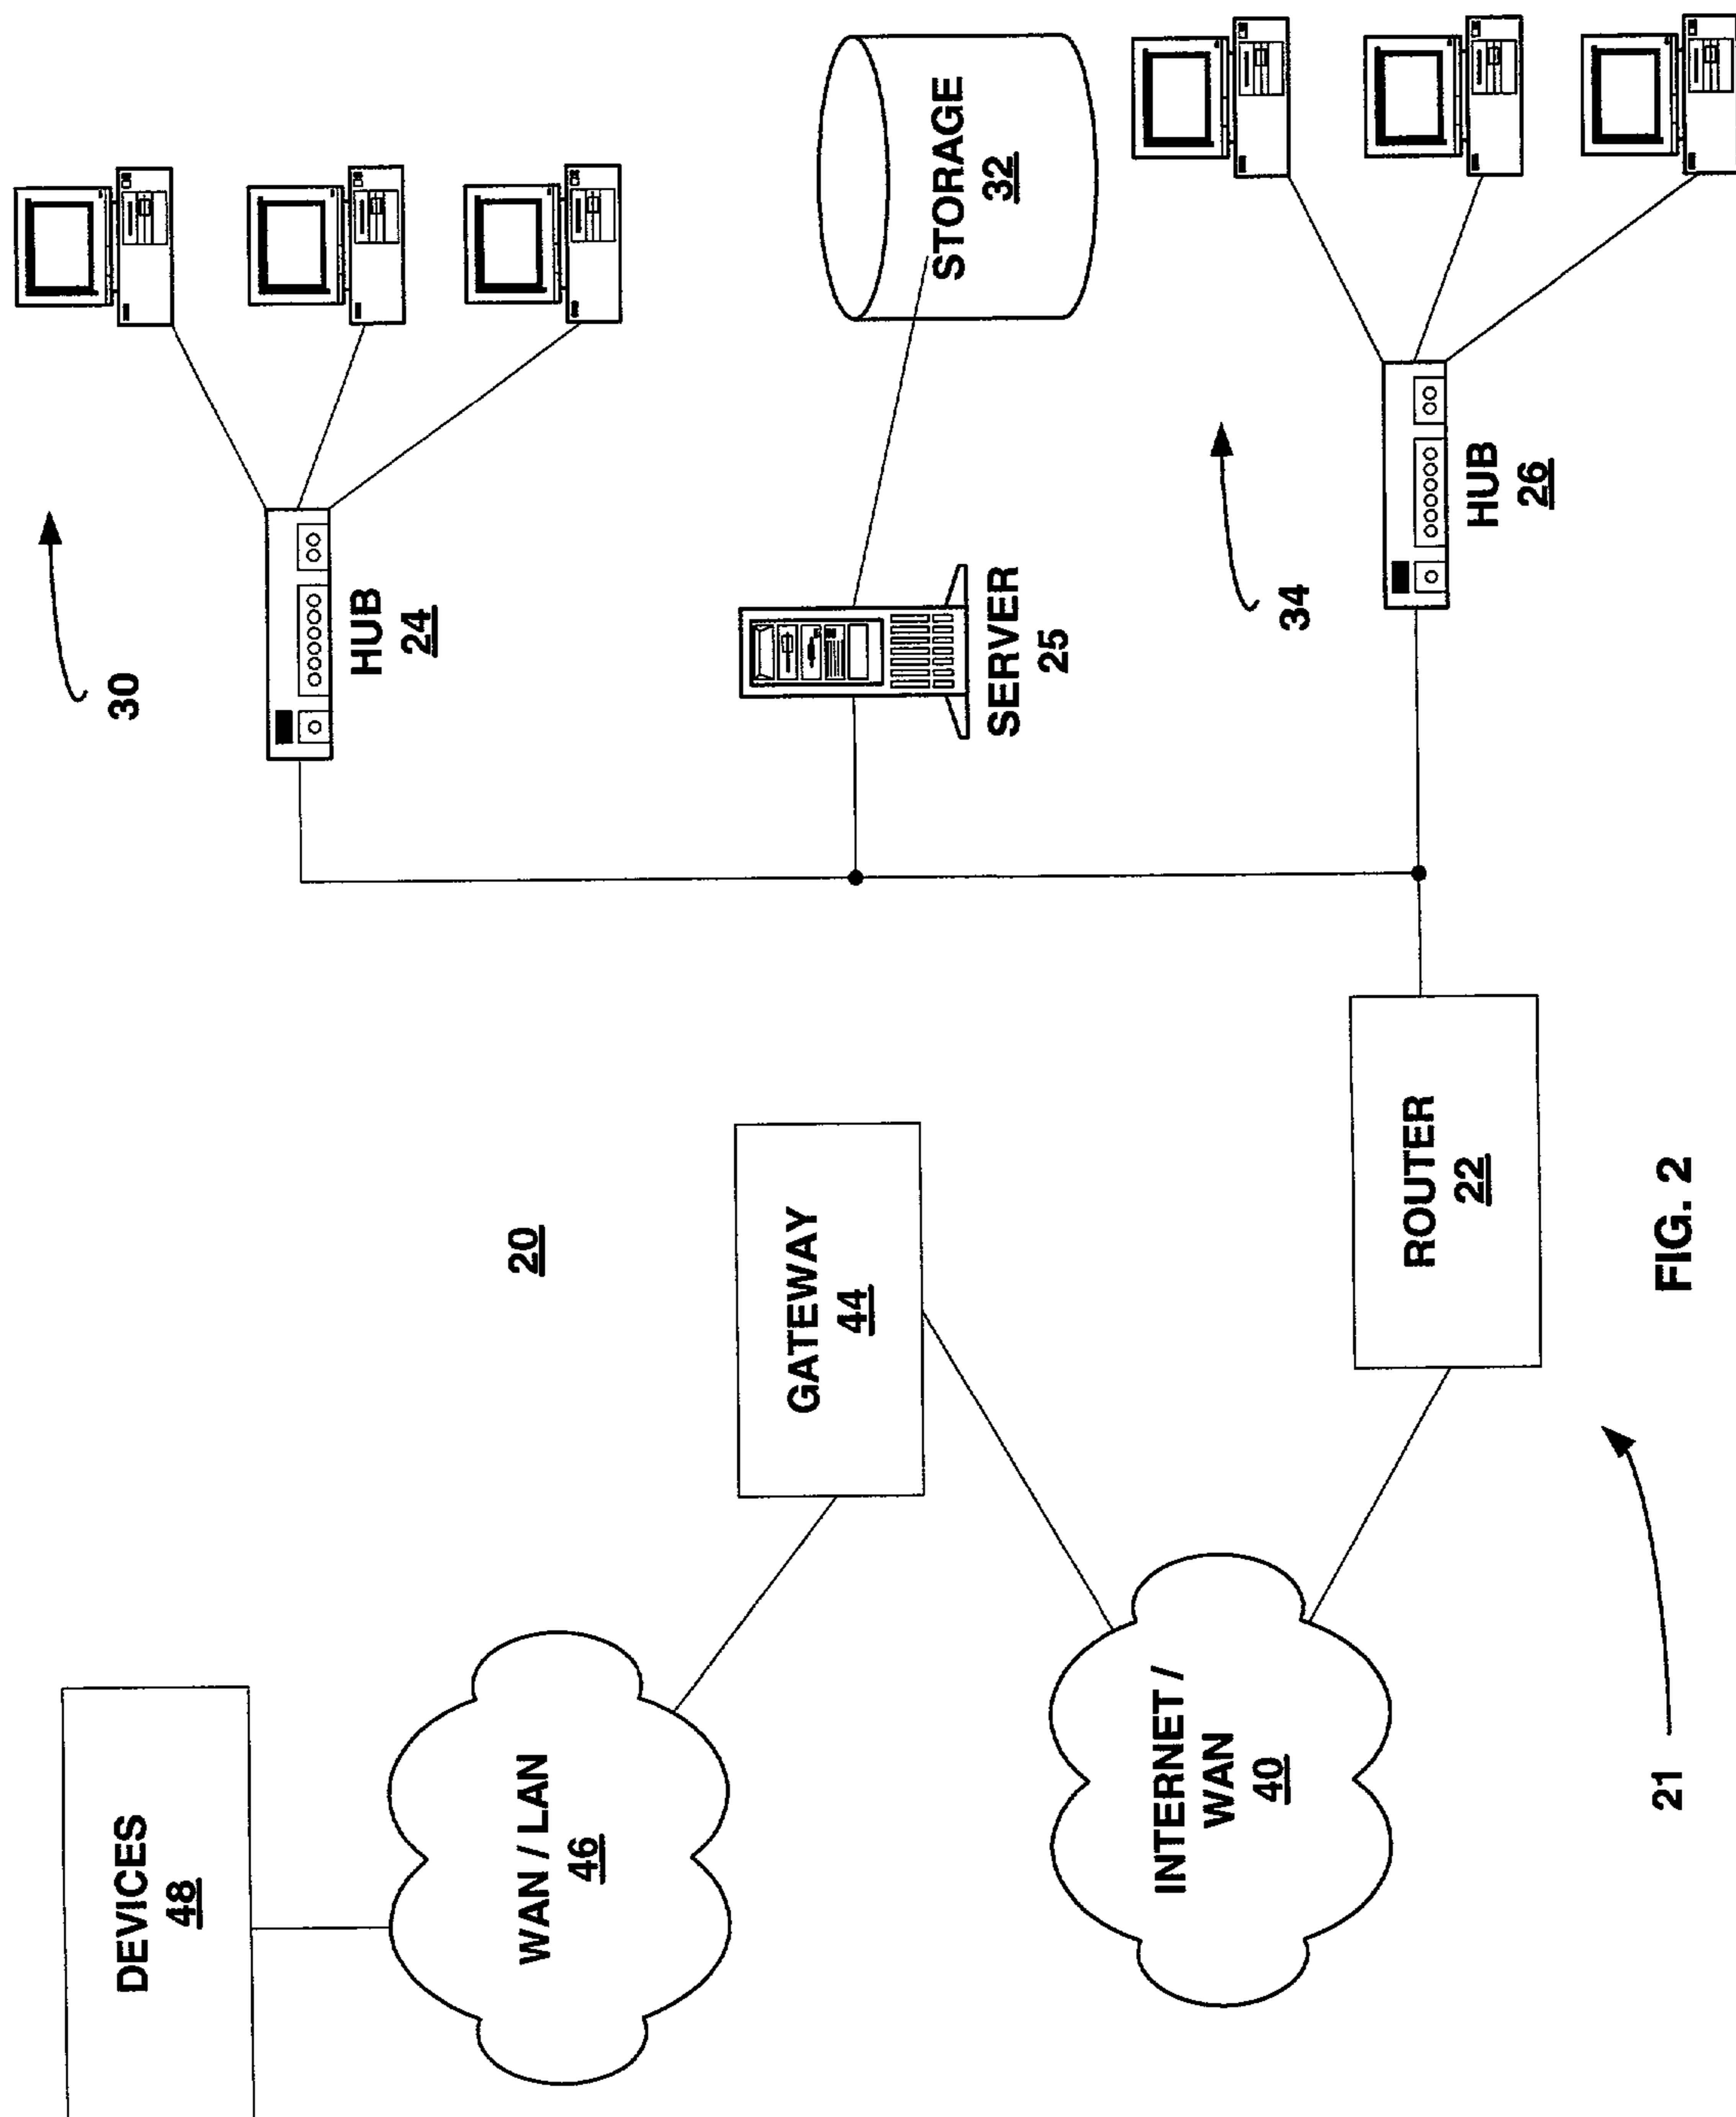 DEVICES
48
WAN / LAN
46
20
GATEWAY
44
INTERNET /
WAN
40
ROUTER
22
21
30
HUB
24
SERVER
25
STORAGE
32
34
HUB
26
FIG. 2